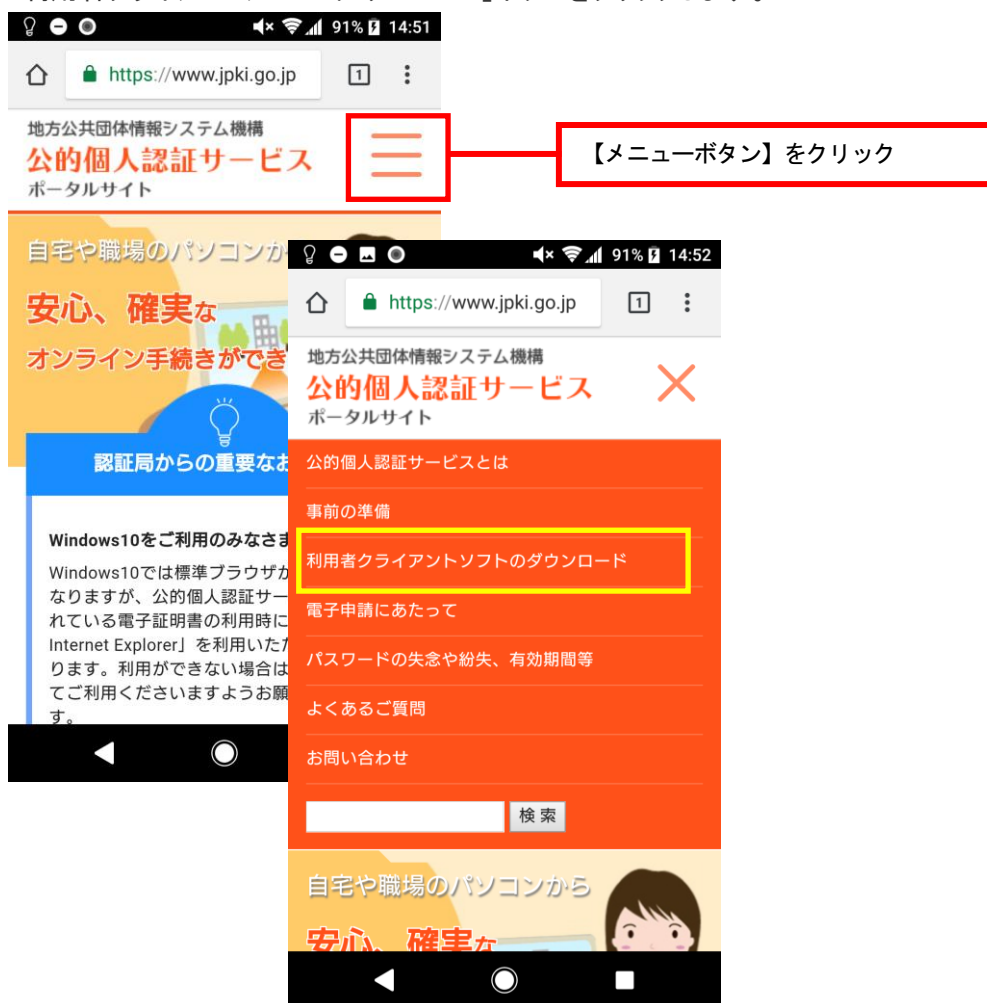 91% 14:51
https://www.jpki.go.jp
1
地方公共団体情報システム機構
公的個人認証サービス
ポータルサイト
【メニューボタン】をクリック
自宅や職場のパソコンか
安心、確実な
オンライン手続きができ
認証局からの重要なお
Windows10をご利用のみなさま
Windows10では標準ブラウザが
なりますが、公的個人認証サー
れている電子証明書の利用時に
Internet Explorer」を利用いただ
ります。利用ができない場合は
てご利用くださいますようお願
す。
91% 14:52
https://www.jpki.go.jp
1
地方公共団体情報システム機構
公的個人認証サービス
ポータルサイト
公的個人認証サービスとは
事前の準備
利用者クライアントソフトのダウンロード
電子申請にあたって
パスワードの失念や紛失、有効期間等
よくあるご質問
お問い合わせ
検索
自宅や職場のパソコンから
安心、確実な